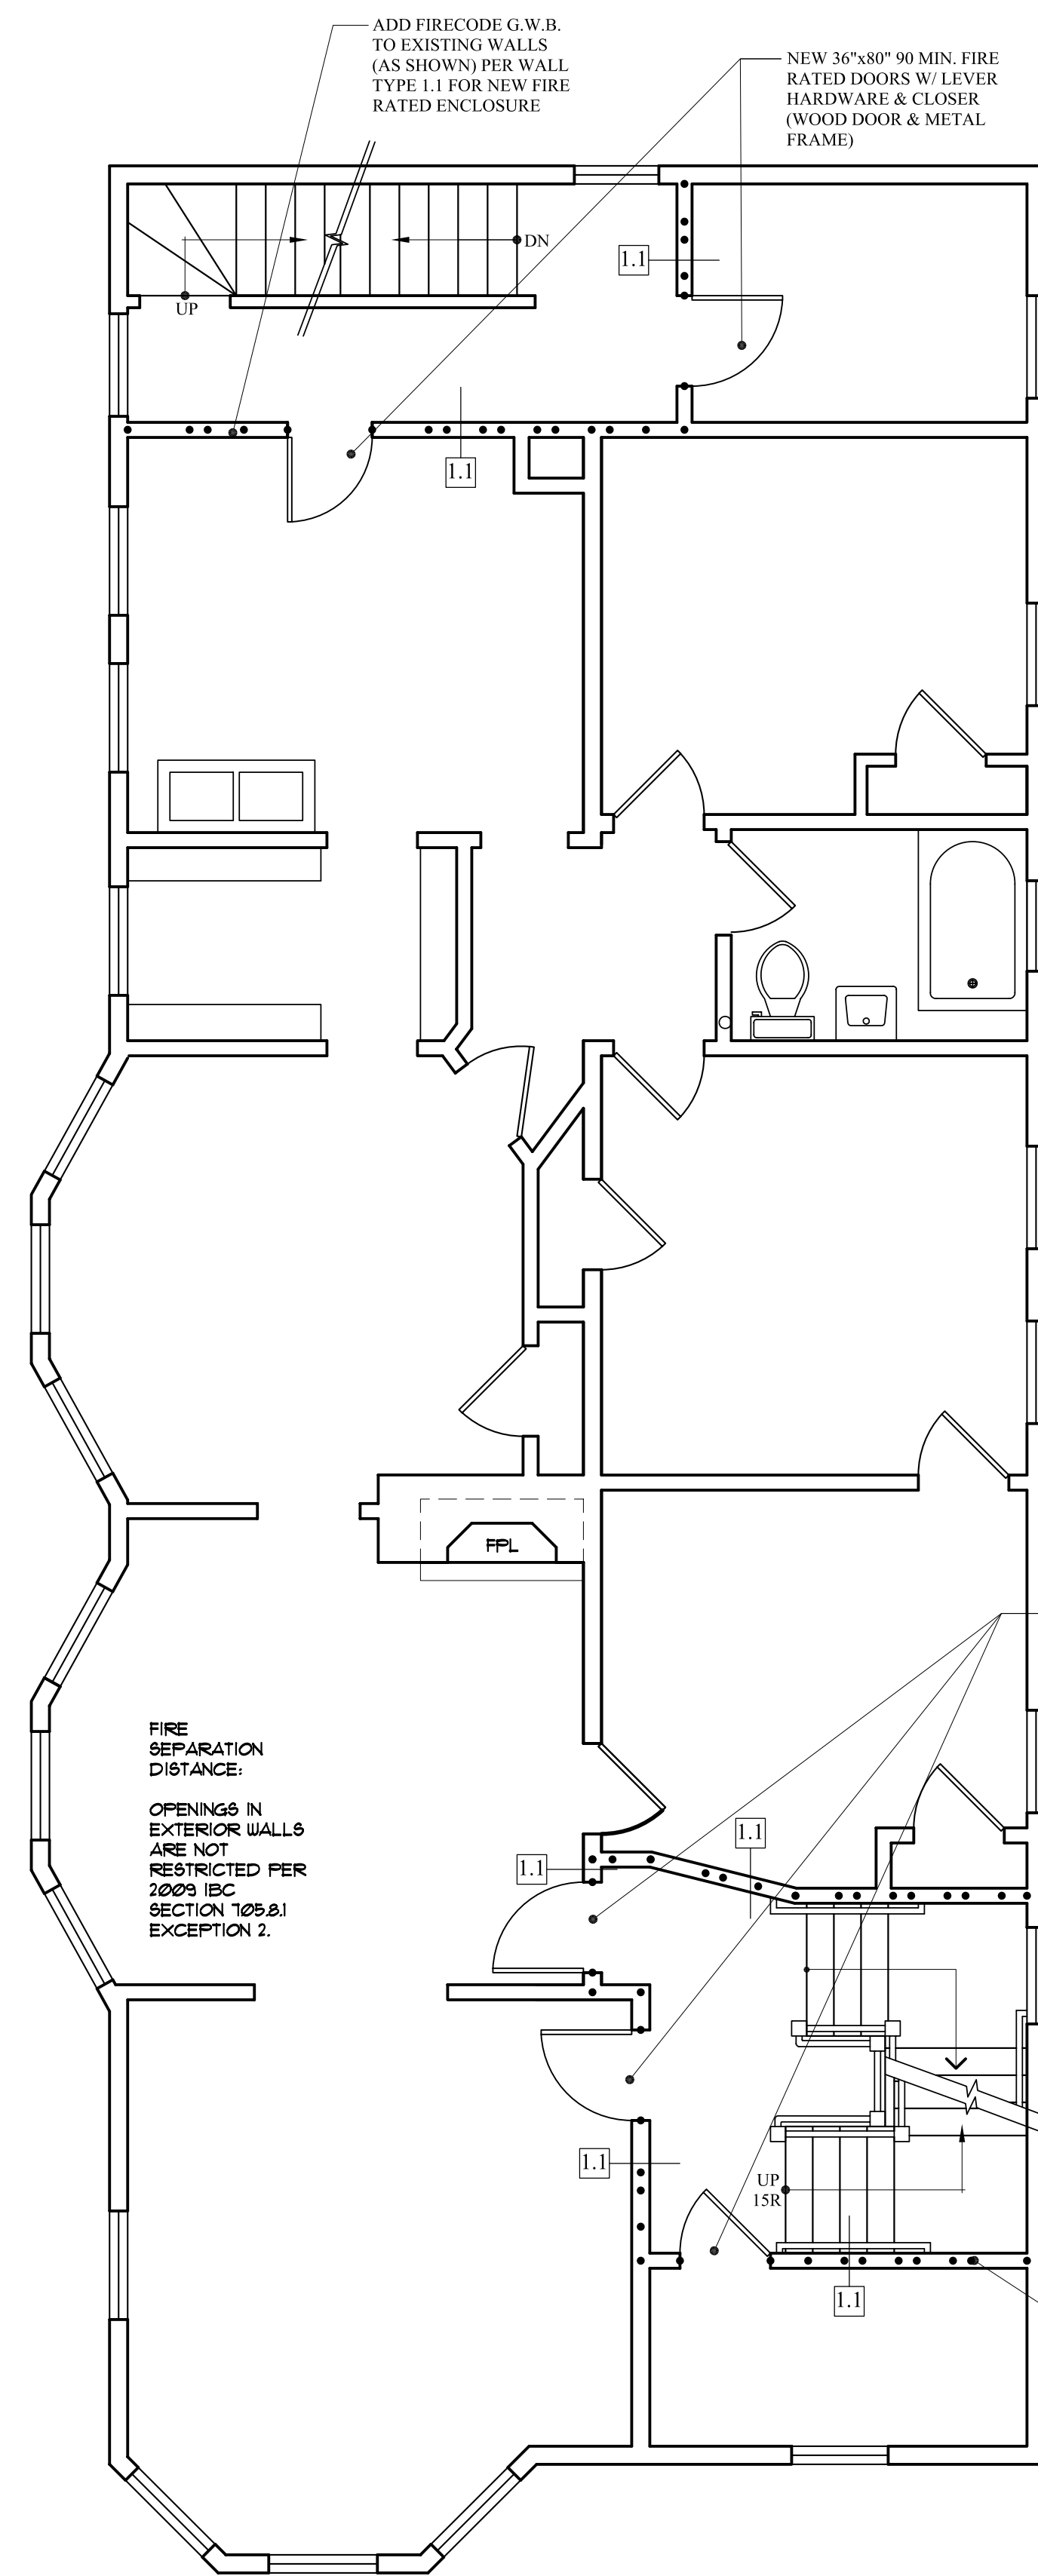 ADD FIRECODE G.W.B.
TO EXISTING WALLS
(AS SHOWN) PER WALL
TYPE 1.1 FOR NEW FIRE
RATED ENCLOSURE
NEW 36"x80" 90 MIN. FIRE
RATED DOORS W/ LEVER
HARDWARE & CLOSER
(WOOD DOOR & METAL
FRAME)
DN
1.1
UP
1.1
FPL
FIRE
SEPARATION
DISTANCE:
OPENINGS IN
EXTERIOR WALLS
ARE NOT
RESTRICTED PER
2009 IBC
SECTION 705.8.1
EXCEPTION 2.
1.1
1.1
1.1
UP
15R
1.1